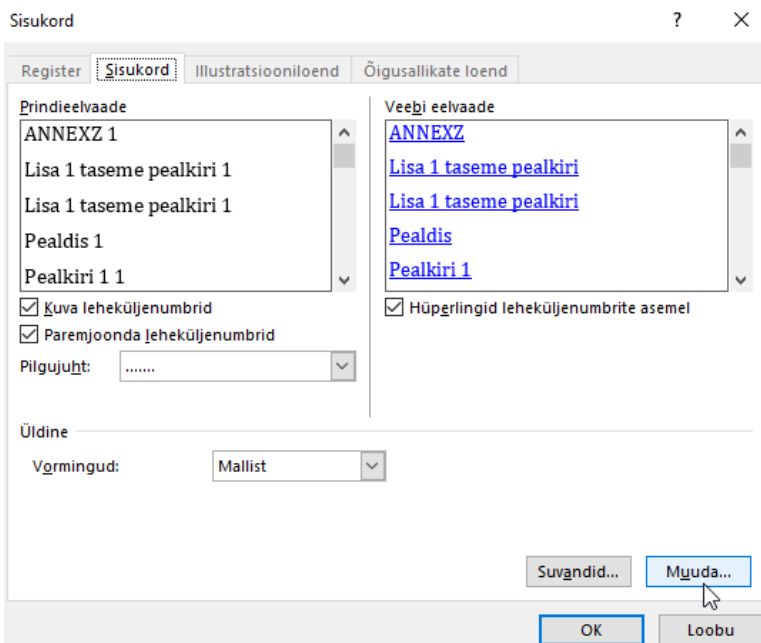 Sisukord ?
Register Sisukord Illustratsiooniloend Õigusallikate loend
Prindieelvaade
ANNEXZ 1
Lisa 1 taseme pealkiri 1
Lisa 1 taseme pealkiri 1
Pealdis 1
Pealkiri 1 1
Kuva leheküljenumbrid
Paremjoonda leheküljenumbrid
Pilgujuht: .......
Veebi eelvaade
ANNEXZ
Lisa 1 taseme pealkiri
Lisa 1 taseme pealkiri
Pealdis
Pealkiri 1
Hüperlingid leheküljenumbrite asemel
Üldine
Vormingud: Mallist
Suvandid... Muuda...
OK Loobu